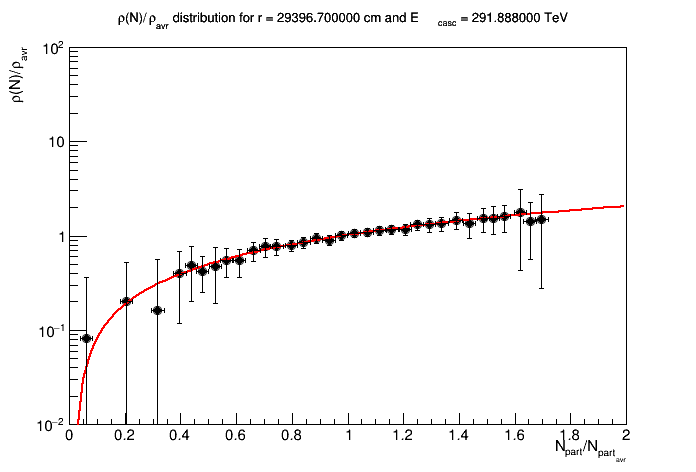 ρ(N)/ρavr distribution for r = 29396.700000 cm and E casc = 291.888000 TeV
ρ(N)/ρavr
10²
10
1
10⁻¹
10⁻²
0 0.2 0.4 0.6 0.8 1 1.2 1.4 1.6 1.8 2
Npart/Npartavr